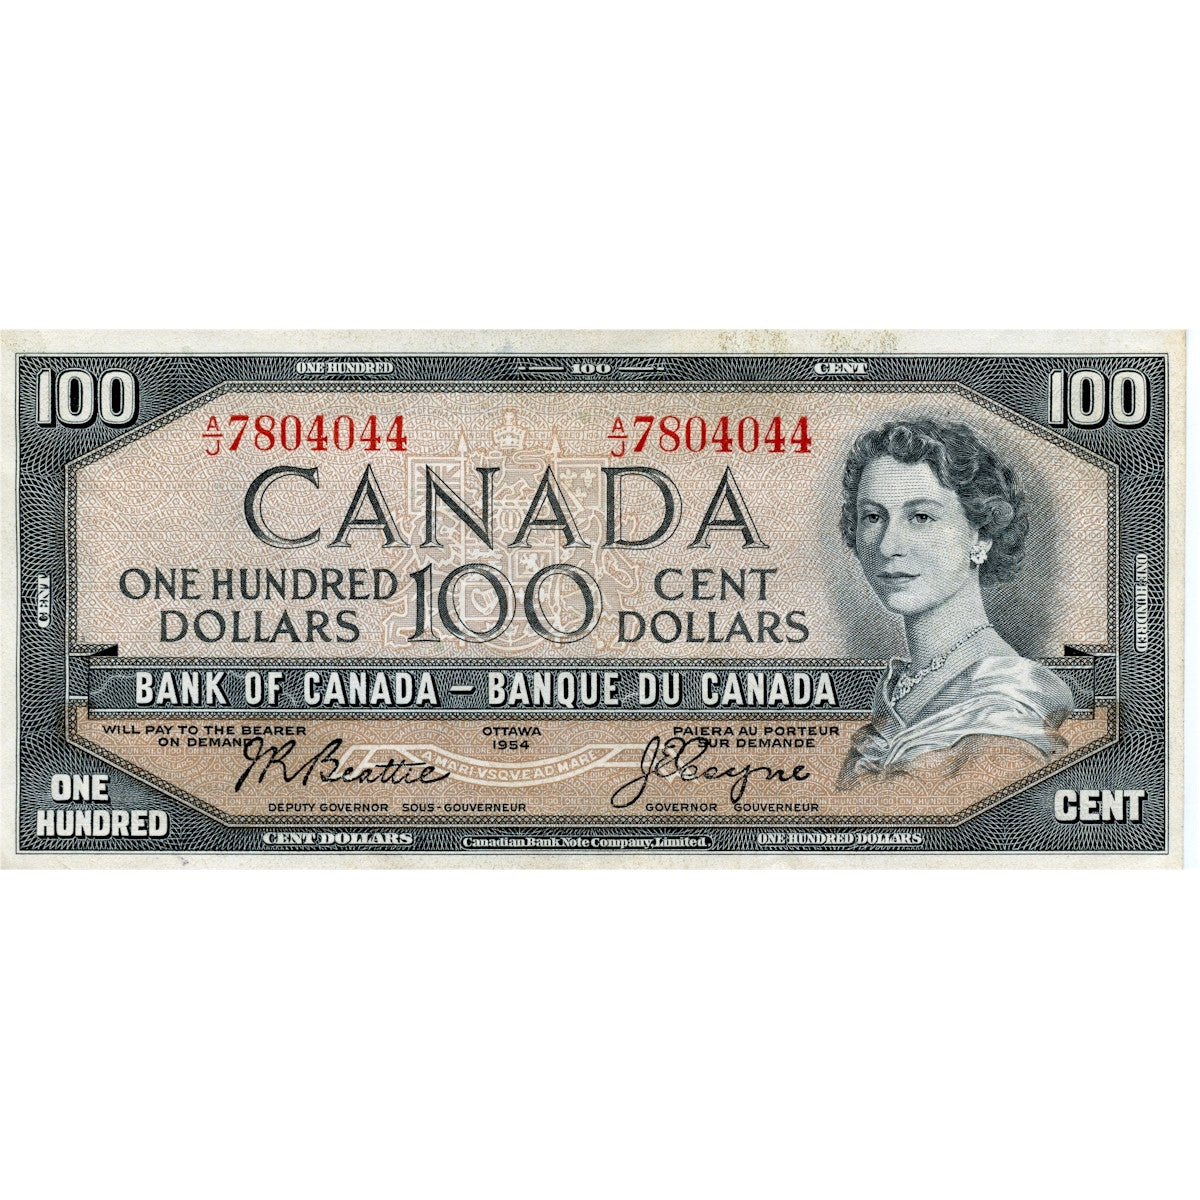 ONE HUNDRED 100 CENT
100 100
A/J 7804044 A/J 7804044
CANADA
ONE HUNDRED DOLLARS 100 CENT DOLLARS
CENT
ONE HUNDRED
BANK OF CANADA – BANQUE DU CANADA
WILL PAY TO THE BEARER
ON DEMAND
OTTAWA
1954
PAIERA AU PORTEUR
SUR DEMANDE
A MARI VSQVE AD MARE
J.R. Beattie
J.E. Coyne
DEPUTY GOVERNOR SOUS-GOUVERNEUR
GOVERNOR GOUVERNEUR
ONE
HUNDRED
CENT
CENT DOLLARS Canadian Bank Note Company, Limited ONE HUNDRED DOLLARS